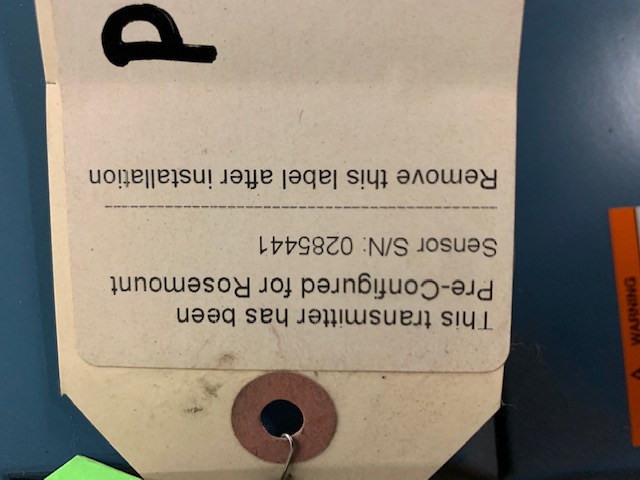 This transmitter has been
Pre-Configured for Rosemount
Sensor S/N: 0285441
Remove this label after installation
WARNING